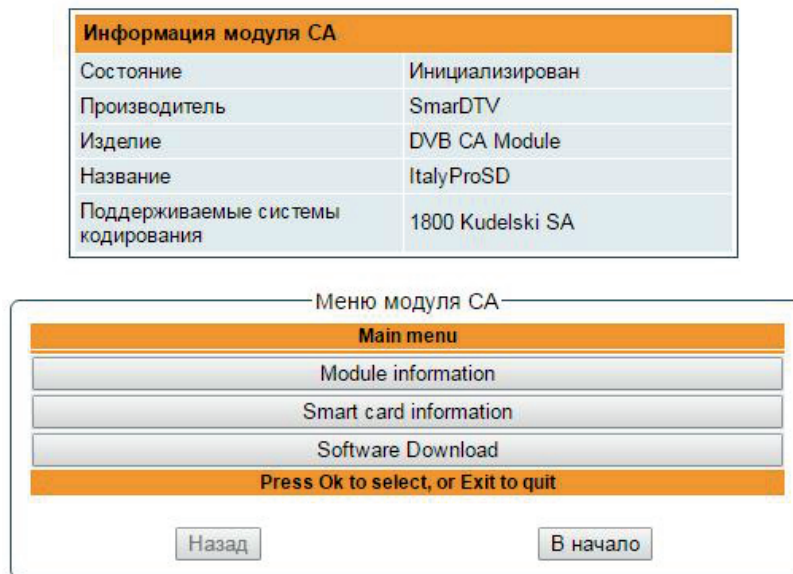 Информация модуля CA
Состояние Инициализирован
Производитель SmarDTV
Изделие DVB CA Module
Название ItalyProSD
Поддерживаемые системы
кодирования 1800 Kudelski SA
Меню модуля CA
Main menu
Module information
Smart card information
Software Download
Press Ok to select, or Exit to quit
Назад В начало